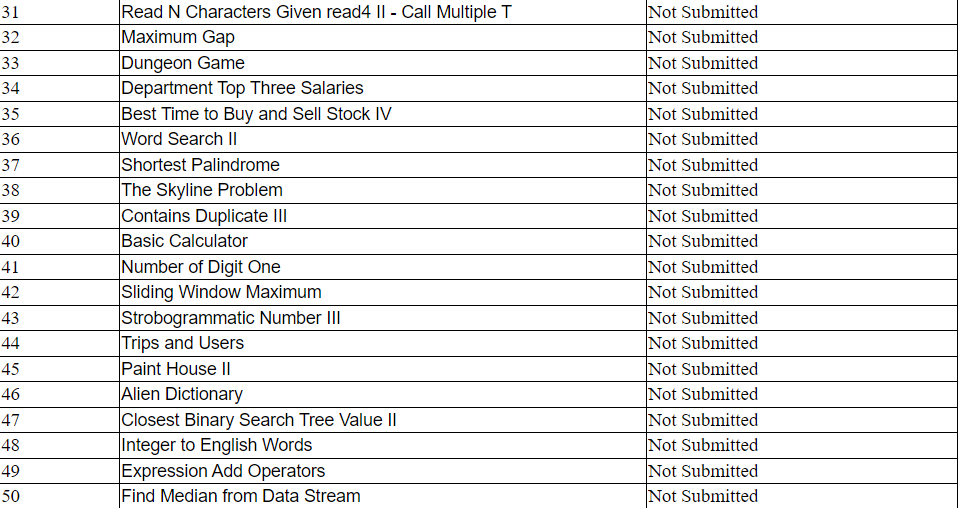 31 Read N Characters Given read4 II - Call Multiple T Not Submitted
32 Maximum Gap Not Submitted
33 Dungeon Game Not Submitted
34 Department Top Three Salaries Not Submitted
35 Best Time to Buy and Sell Stock IV Not Submitted
36 Word Search II Not Submitted
37 Shortest Palindrome Not Submitted
38 The Skyline Problem Not Submitted
39 Contains Duplicate III Not Submitted
40 Basic Calculator Not Submitted
41 Number of Digit One Not Submitted
42 Sliding Window Maximum Not Submitted
43 Strobogrammatic Number III Not Submitted
44 Trips and Users Not Submitted
45 Paint House II Not Submitted
46 Alien Dictionary Not Submitted
47 Closest Binary Search Tree Value II Not Submitted
48 Integer to English Words Not Submitted
49 Expression Add Operators Not Submitted
50 Find Median from Data Stream Not Submitted